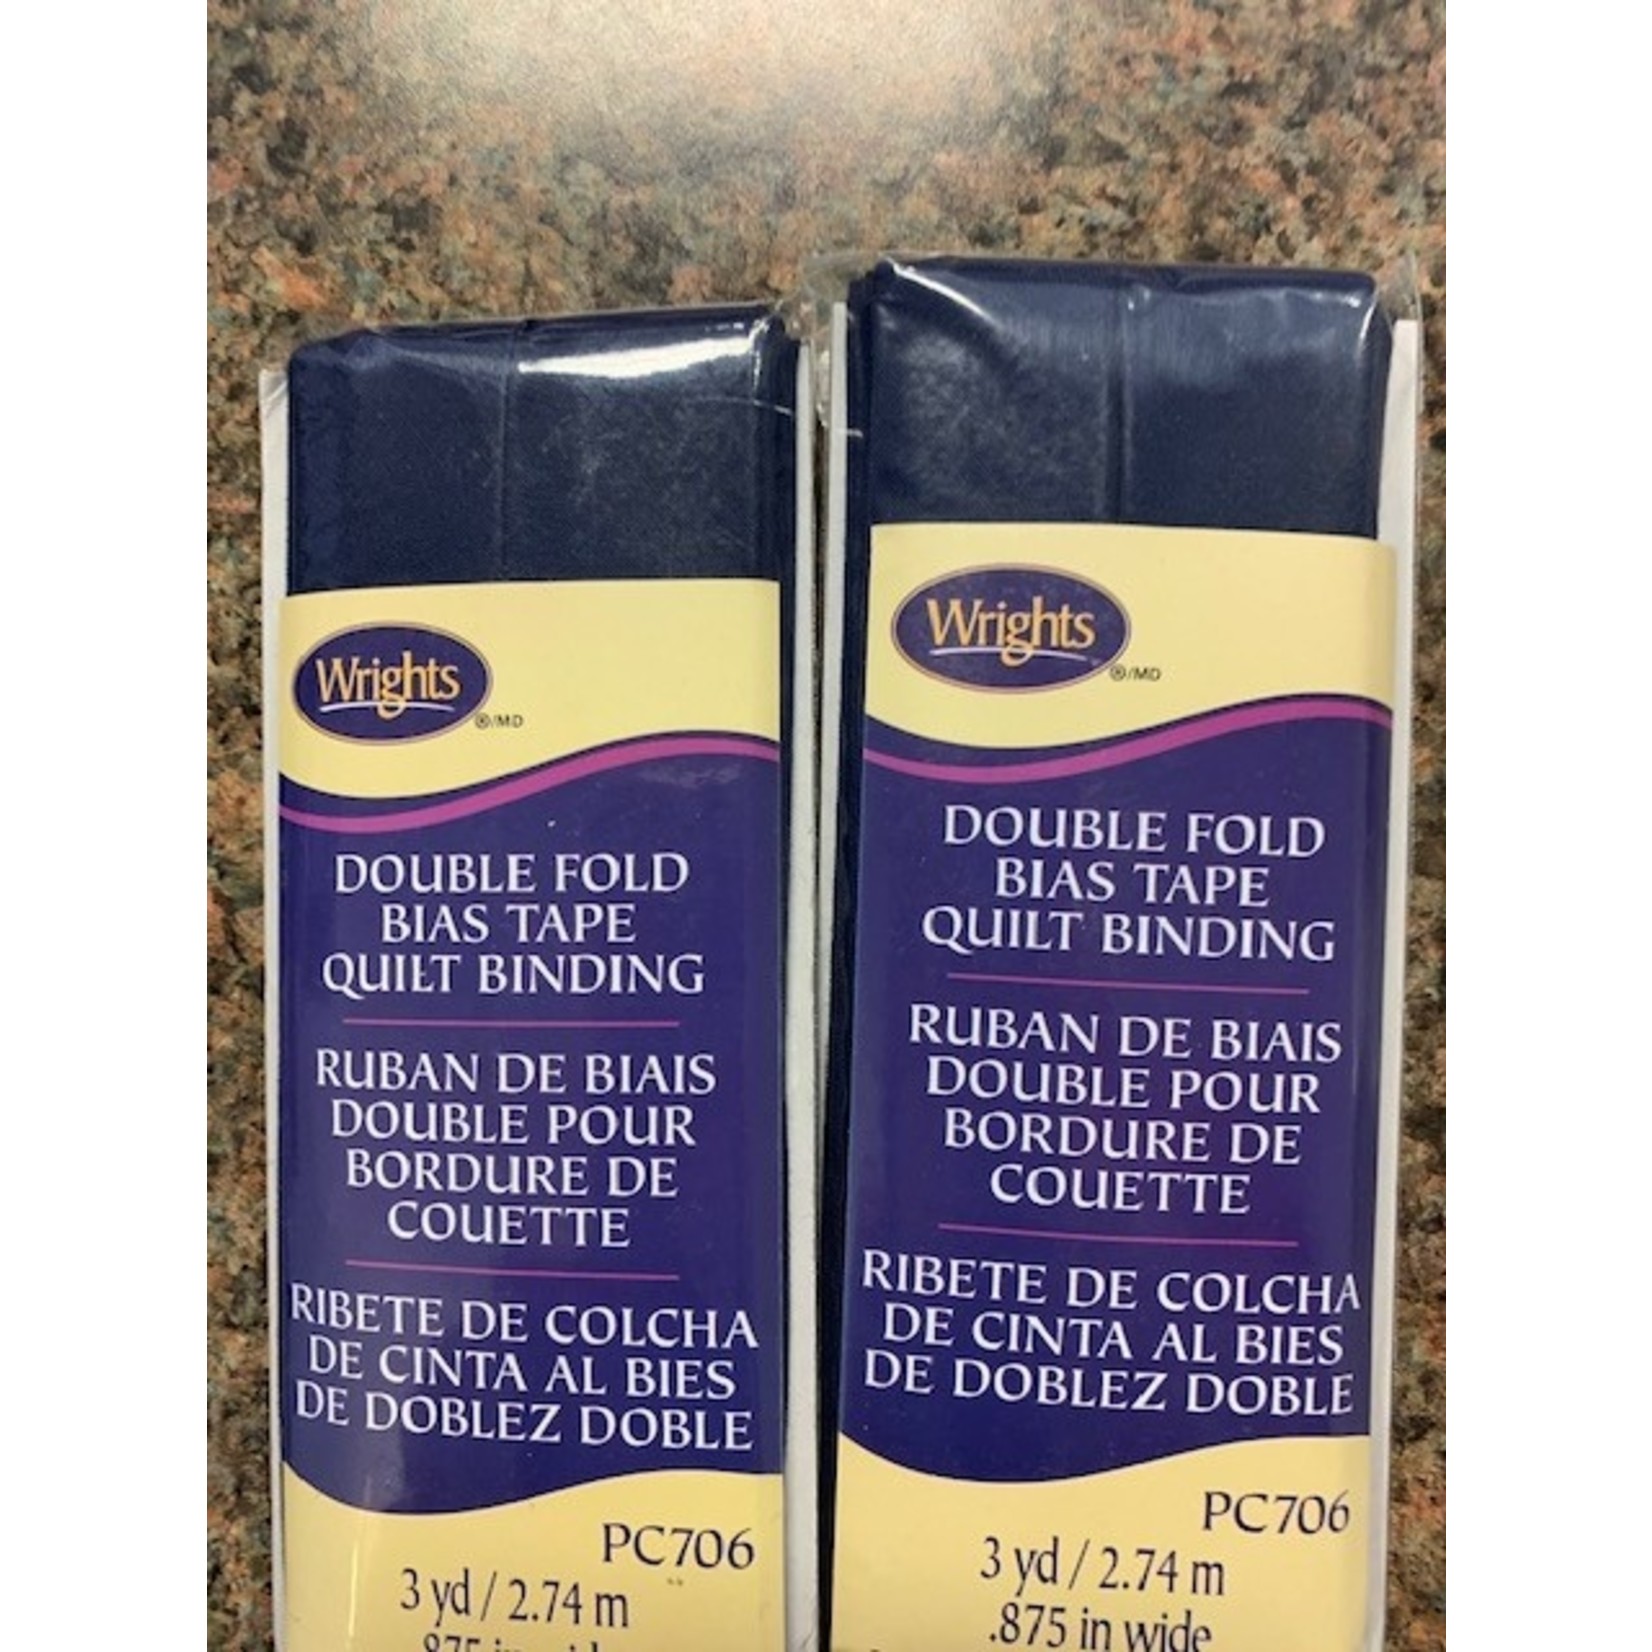 Wrights
®/MD
DOUBLE FOLD
BIAS TAPE
QUILT BINDING
RUBAN DE BIAIS
DOUBLE POUR
BORDURE DE
COUETTE
RIBETE DE COLCHA
DE CINTA AL BIES
DE DOBLEZ DOBLE
PC706
3 yd / 2.74 m
Wrights
®/MD
DOUBLE FOLD
BIAS TAPE
QUILT BINDING
RUBAN DE BIAIS
DOUBLE POUR
BORDURE DE
COUETTE
RIBETE DE COLCHA
DE CINTA AL BIES
DE DOBLEZ DOBLE
PC706
3 yd / 2.74 m
.875 in wide